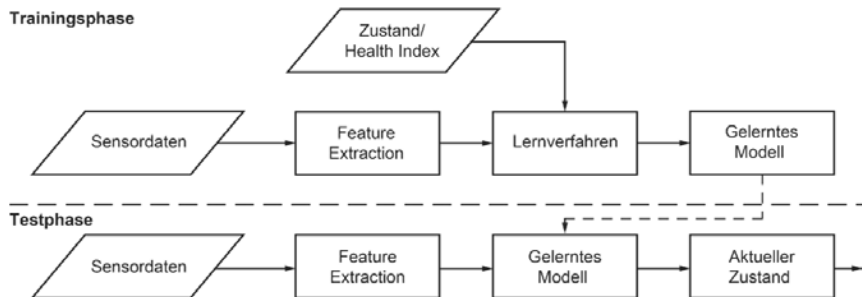 Trainingsphase
Zustand/
Health Index
Sensordaten
Feature
Extraction
Lernverfahren
Gelerntes
Modell
Testphase
Sensordaten
Feature
Extraction
Gelerntes
Modell
Aktueller
Zustand